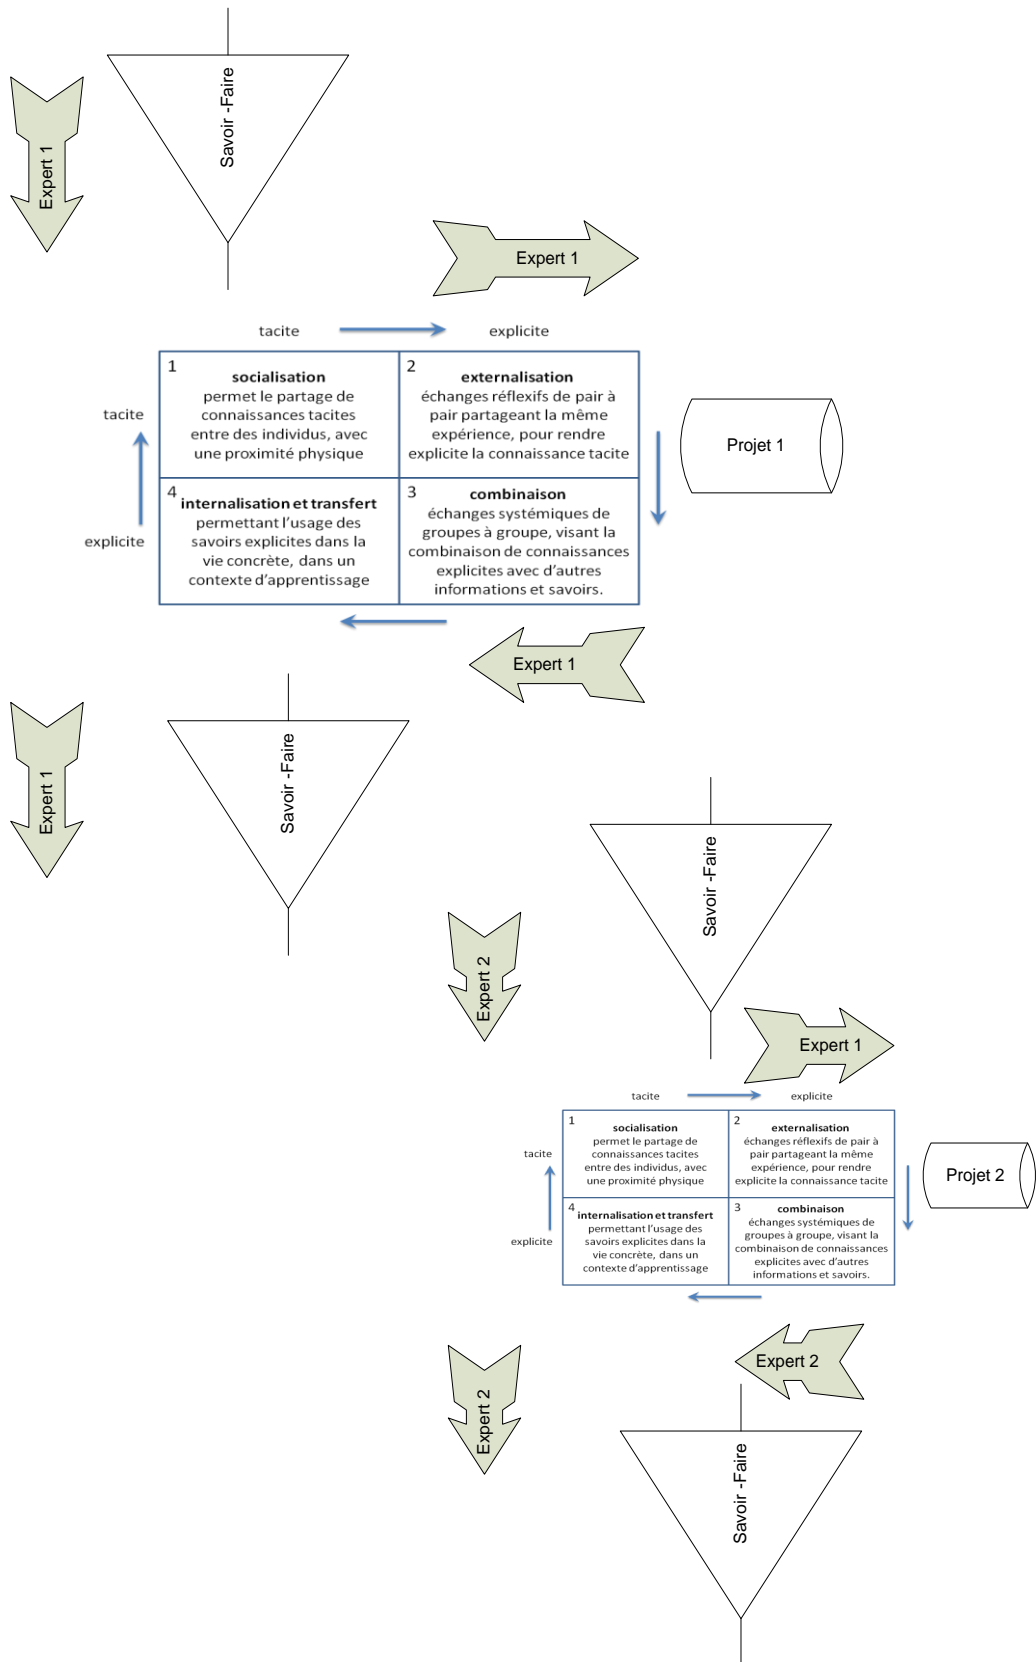 Savoir -Faire
Expert 1
Expert 1
tacite
explicite
tacite
explicite
1
socialisation
permet le partage de
connaissances tacites
entre des individus, avec
une proximité physique
2
externalisation
échanges réflexifs de pair à
pair partageant la même
expérience, pour rendre
explicite la connaissance tacite
4 internalisation et transfert
permettant l'usage des
savoirs explicites dans la
vie concrète, dans un
contexte d'apprentissage
3
combinaison
échanges systémiques de
groupes à groupe, visant la
combinaison de connaissances
explicites avec d'autres
informations et savoirs.
Projet 1
Expert 1
Expert 1
Savoir -Faire
Savoir -Faire
Expert 2
Expert 1
tacite
explicite
tacite
explicite
1
socialisation
permet le partage de
connaissances tacites
entre des individus, avec
une proximité physique
2
externalisation
échanges réflexifs de pair à
pair partageant la même
expérience, pour rendre
explicite la connaissance tacite
4 internalisation et transfert
permettant l'usage des
savoirs explicites dans la
vie concrète, dans un
contexte d'apprentissage
3
combinaison
échanges systémiques de
groupes à groupe, visant la
combinaison de connaissances
explicites avec d'autres
informations et savoirs.
Projet 2
Expert 2
Expert 2
Savoir -Faire